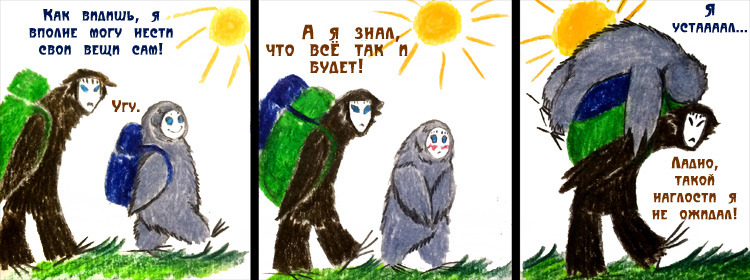 Как видишь, я
вполне могу нести
свои вещи сам!
Угу.
А я знал,
что всё так и
будет!
Я
устаааал...
Ладно,
такой
наглости я
не ожидал!